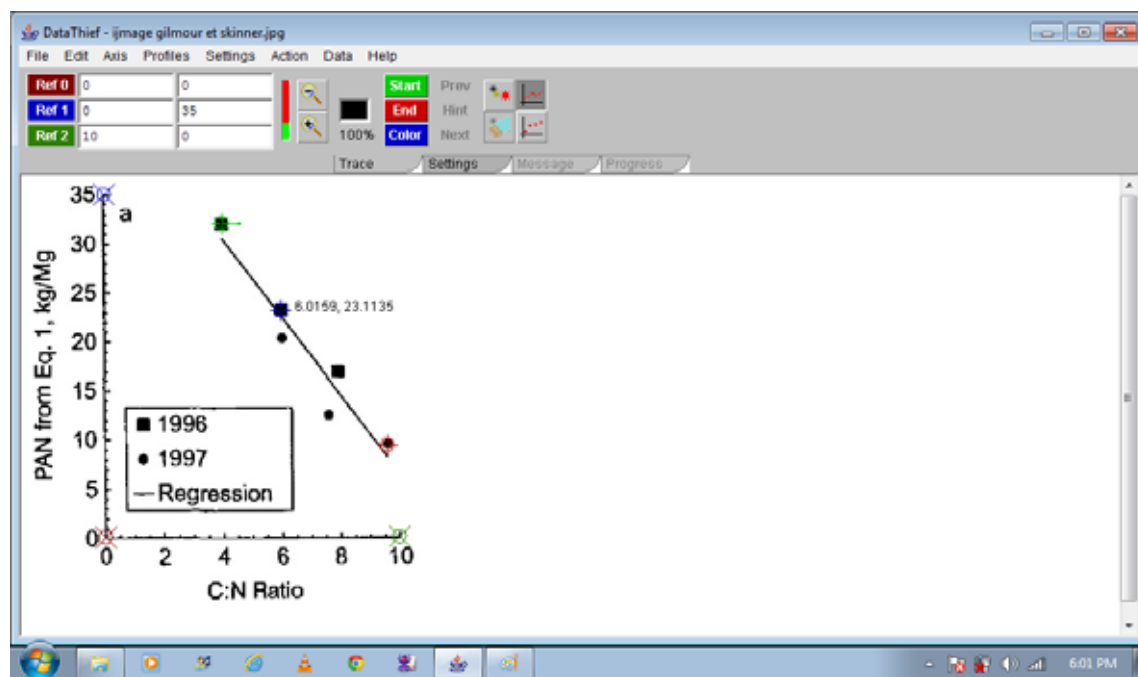 DataThief - ijmage gilmour et skinner.jpg
File Edit Axis Profiles Settings Action Data Help
Ref 0 0 0
Ref 1 0 35
Ref 2 10 0
100%
Start Prev
End Hint
Color Next
Trace Settings Message Progress
35
a
30
25
6.0159, 23.1135
20
15
10
5
0
PAN from Eq. 1, kg/Mg
1996
1997
Regression
0 2 4 6 8 10
C:N Ratio
6:01 PM